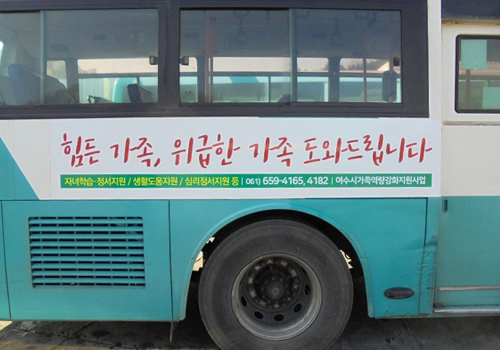 힘든 가족, 위급한 가족 도와드립니다
자녀학습·정서지원 / 생활도움지원 / 심리정서지원 등 | 061) 659-4165, 4182 | 여수시가족역량강화지원사업